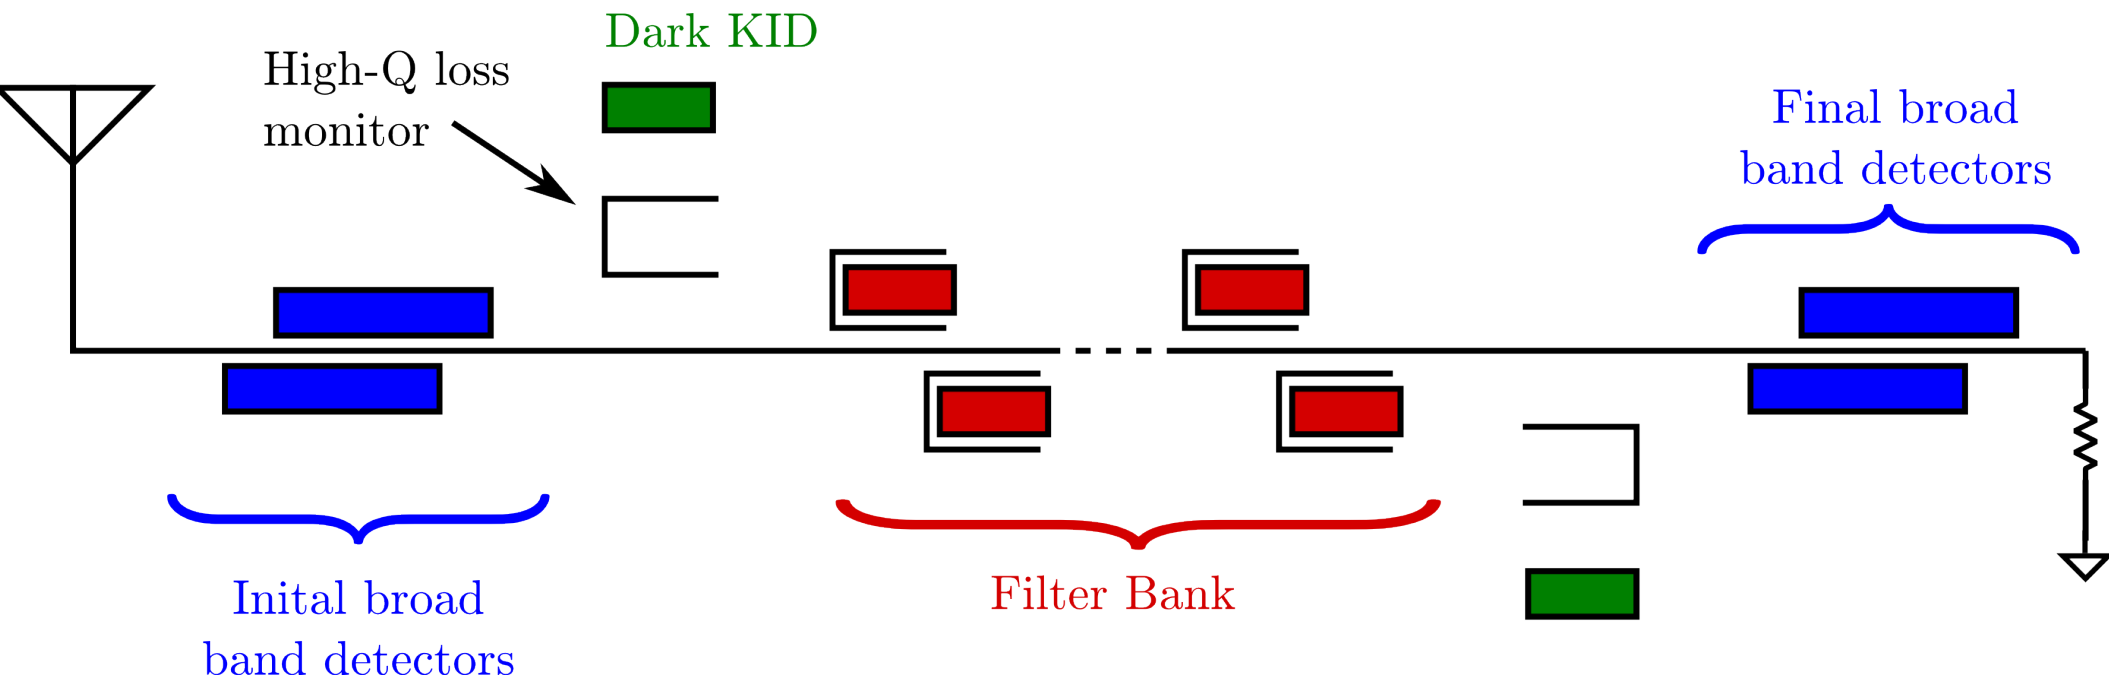 Dark KID
High-Q loss
monitor
Final broad
band detectors
Filter Bank
Inital broad
band detectors